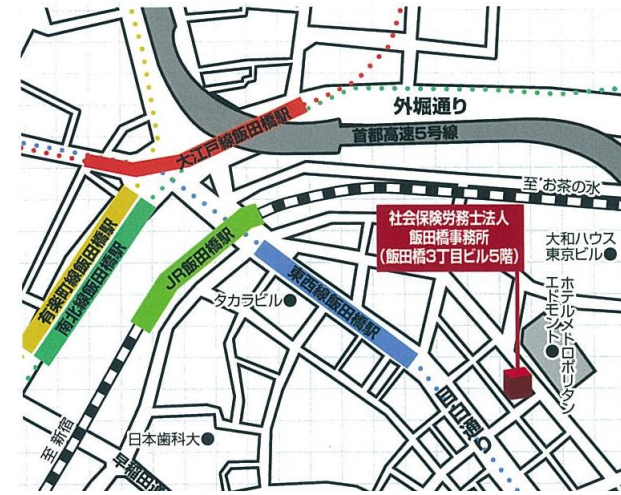 外堀通り
首都高速5号線
大江戸線飯田橋駅
至 お茶の水
社会保険労務士法人
飯田橋事務所
(飯田橋3丁目ビル5階)
大和ハウス
東京ビル
有楽町線飯田橋駅
南北線飯田橋駅
JR飯田橋駅
東西線飯田橋駅
タカラビル
ホテルメトロポリタン
エドモント
目白通り
至 新宿
日本歯科大
早稲田通